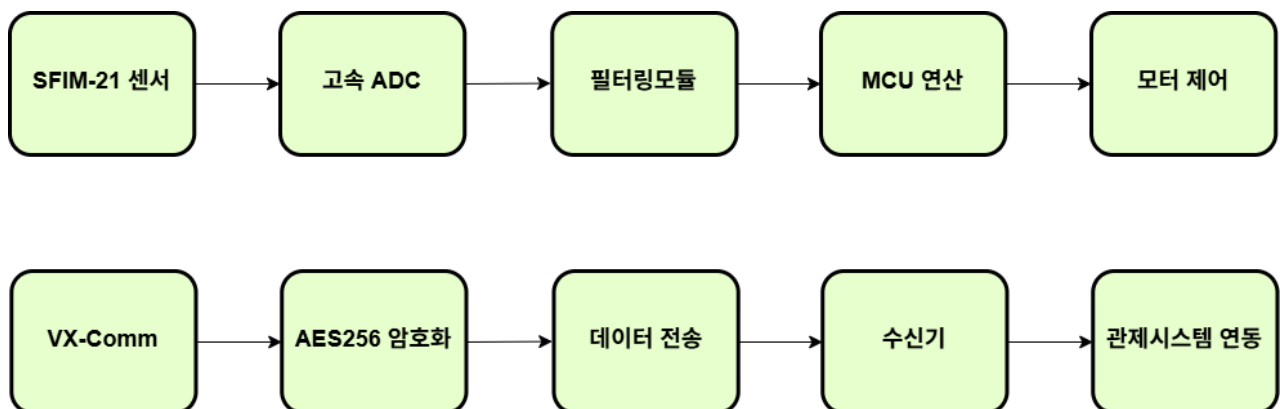 SFIM-21 센서
고속 ADC
필터링모듈
MCU 연산
모터 제어
VX-Comm
AES256 암호화
데이터 전송
수신기
관제시스템 연동